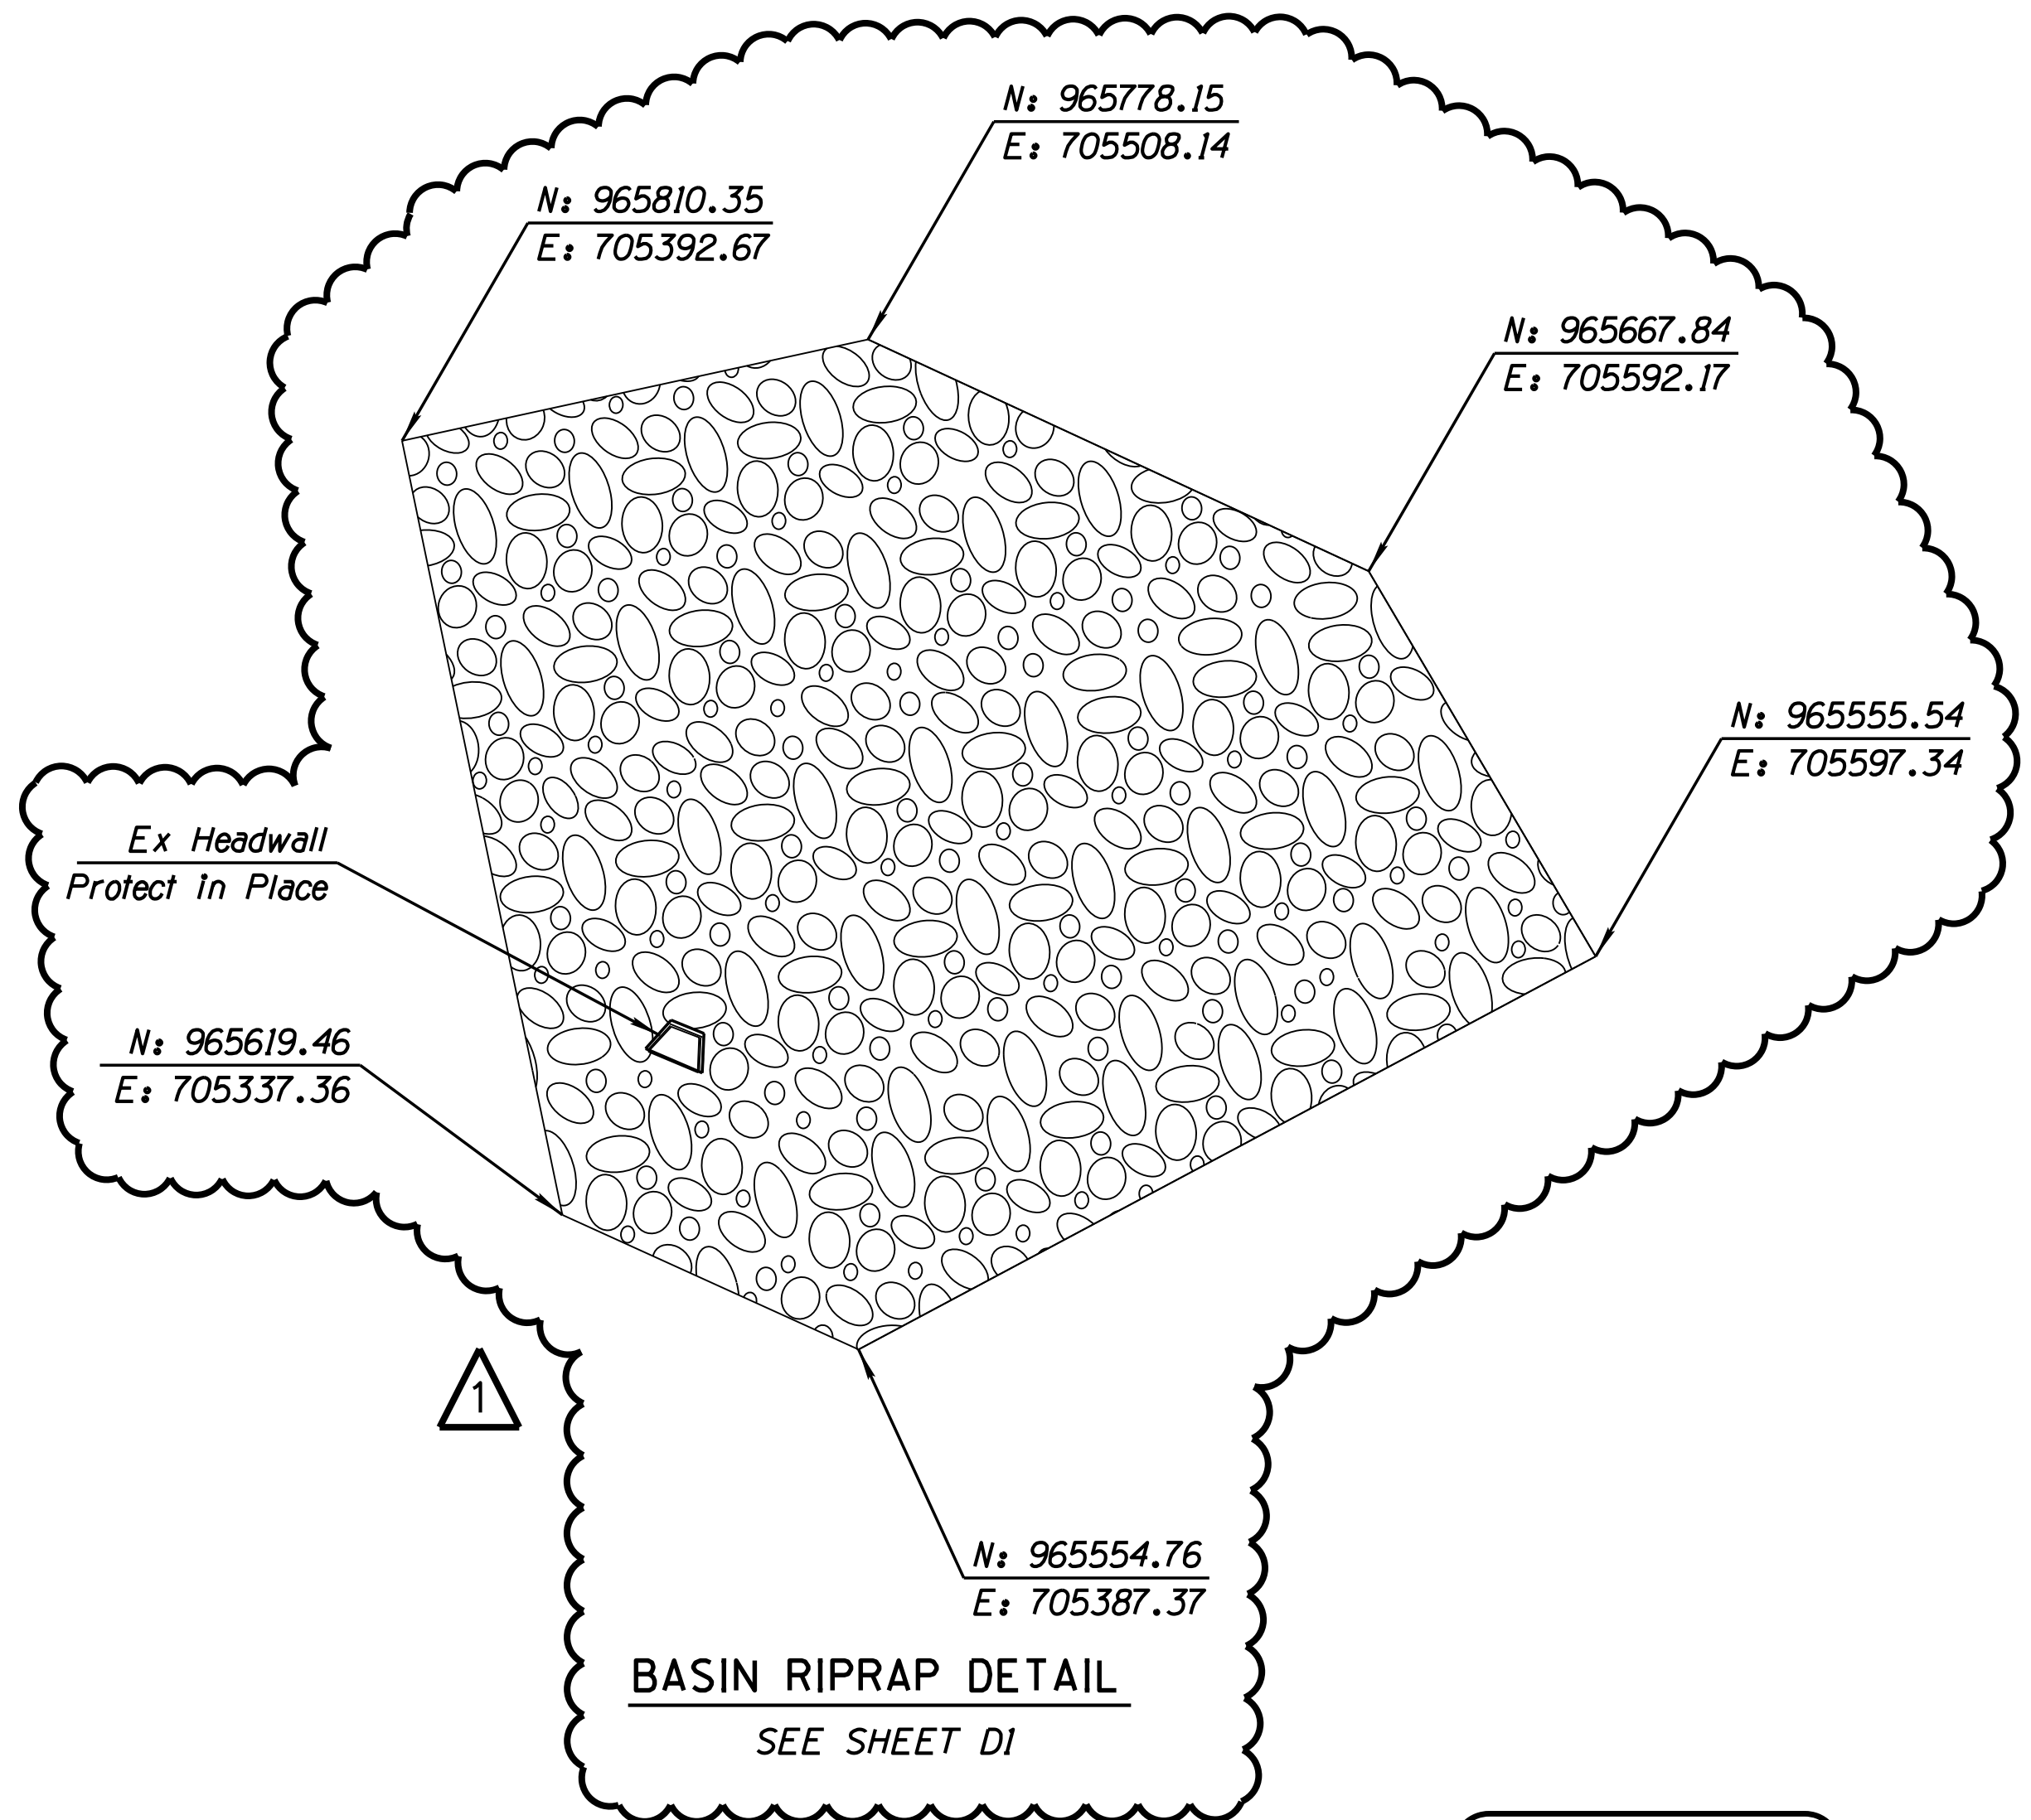 N: 965778.15
E: 705508.14
N: 965810.35
E: 705392.67
N: 965667.84
E: 705592.17
N: 965555.54
E: 705597.34
Ex Headwall
Protect in Place
N: 965619.46
E: 705337.36
1
N: 965554.76
E: 705387.37
BASIN RIPRAP DETAIL
SEE SHEET D1